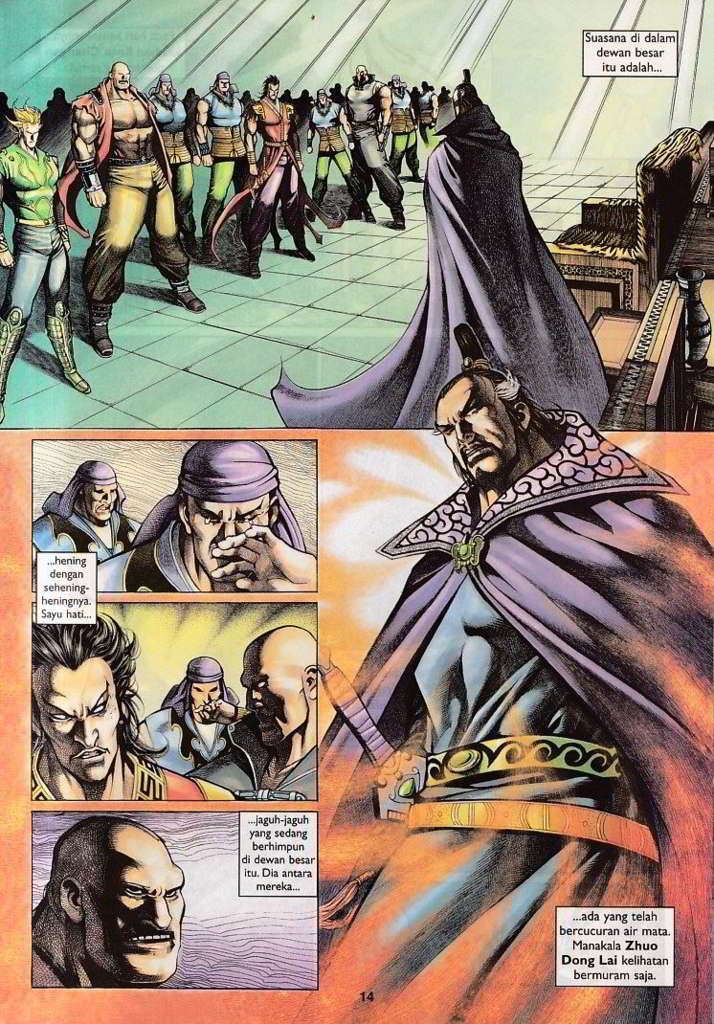 Suasana di dalam
dewan besar
itu adalah...
...hening
dengan
sehening-
heningnya.
Sayu hati...
...jaguh-jaguh
yang sedang
berhimpun
di dewan besar
itu. Dia antara
mereka...
...ada yang telah
bercucuran air mata.
Manakala Zhuo
Dong Lai kelihatan
bermuram saja.
14